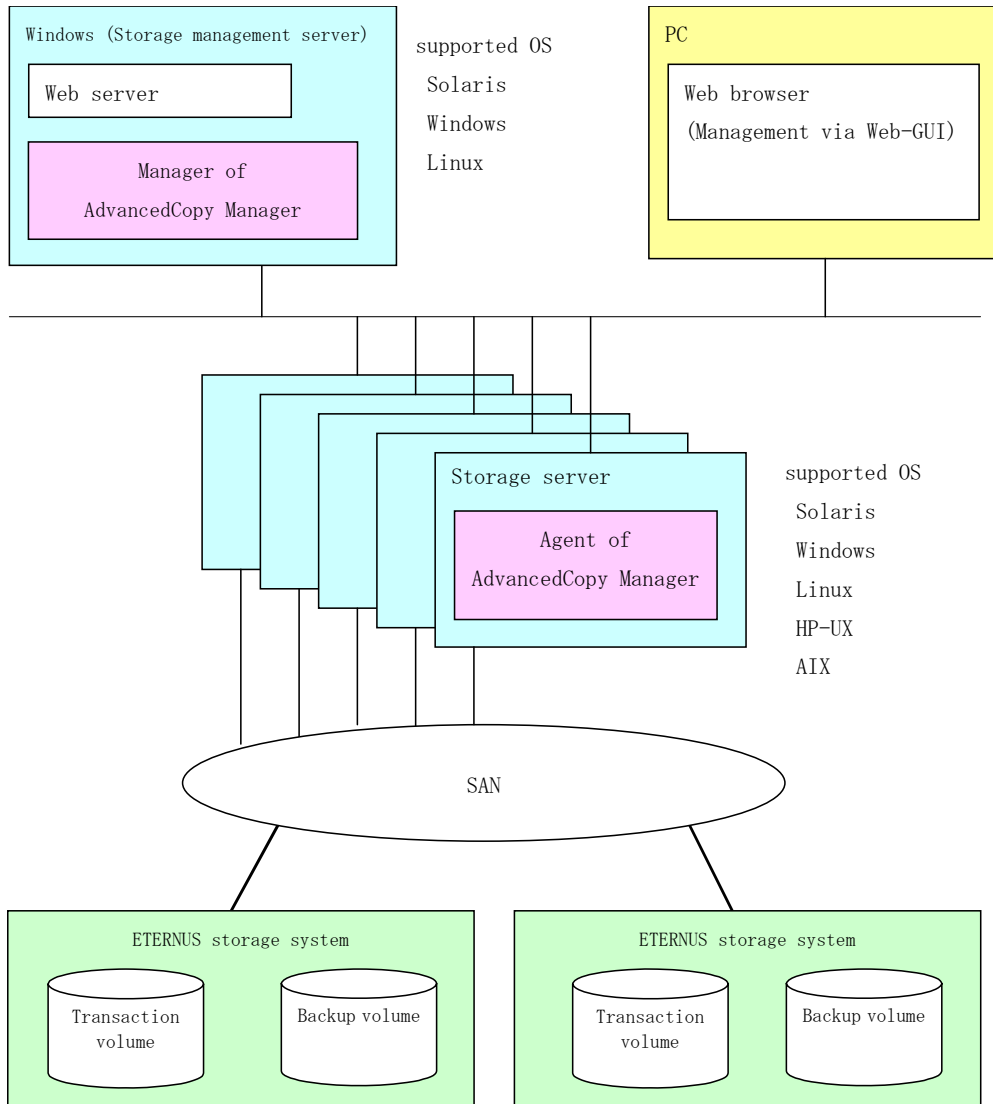 Windows (Storage management server)
Web server
Manager of
AdvancedCopy Manager
supported OS
Solaris
Windows
Linux
PC
Web browser
(Management via Web-GUI)
Storage server
Agent of
AdvancedCopy Manager
supported OS
Solaris
Windows
Linux
HP-UX
AIX
SAN
ETERNUS storage system
Transaction
volume
Backup volume
ETERNUS storage system
Transaction
volume
Backup volume